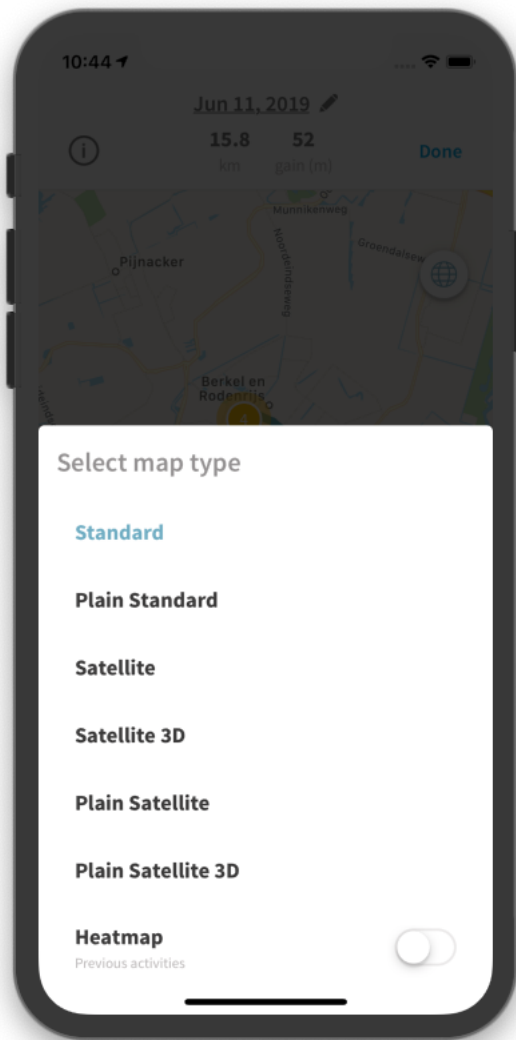 10:44
Jun 11, 2019
15.8 52
km gain (m)
Done
Munnikenweg
Noordeindseweg
Groendalsew
Pijnacker
Berkel en
Rodenrijs
Select map type
Standard
Plain Standard
Satellite
Satellite 3D
Plain Satellite
Plain Satellite 3D
Heatmap
Previous activities